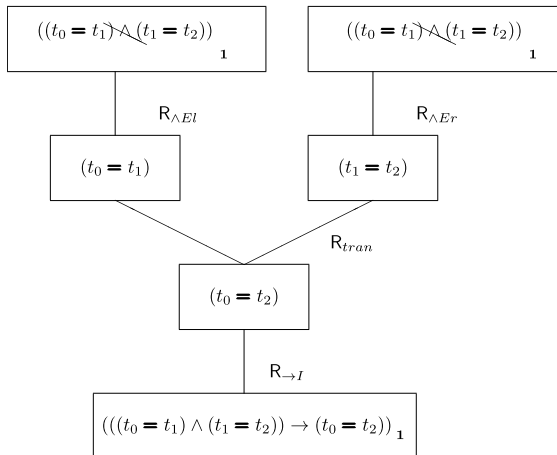 ((t₀ = t₁) ∧ (t₁ = t₂)) ₁ ((t₀ = t₁) ∧ (t₁ = t₂)) ₁
R∧El R∧Er
(t₀ = t₁) (t₁ = t₂)
Rtran
(t₀ = t₂)
R→I
(((t₀ = t₁) ∧ (t₁ = t₂)) → (t₀ = t₂)) ₁